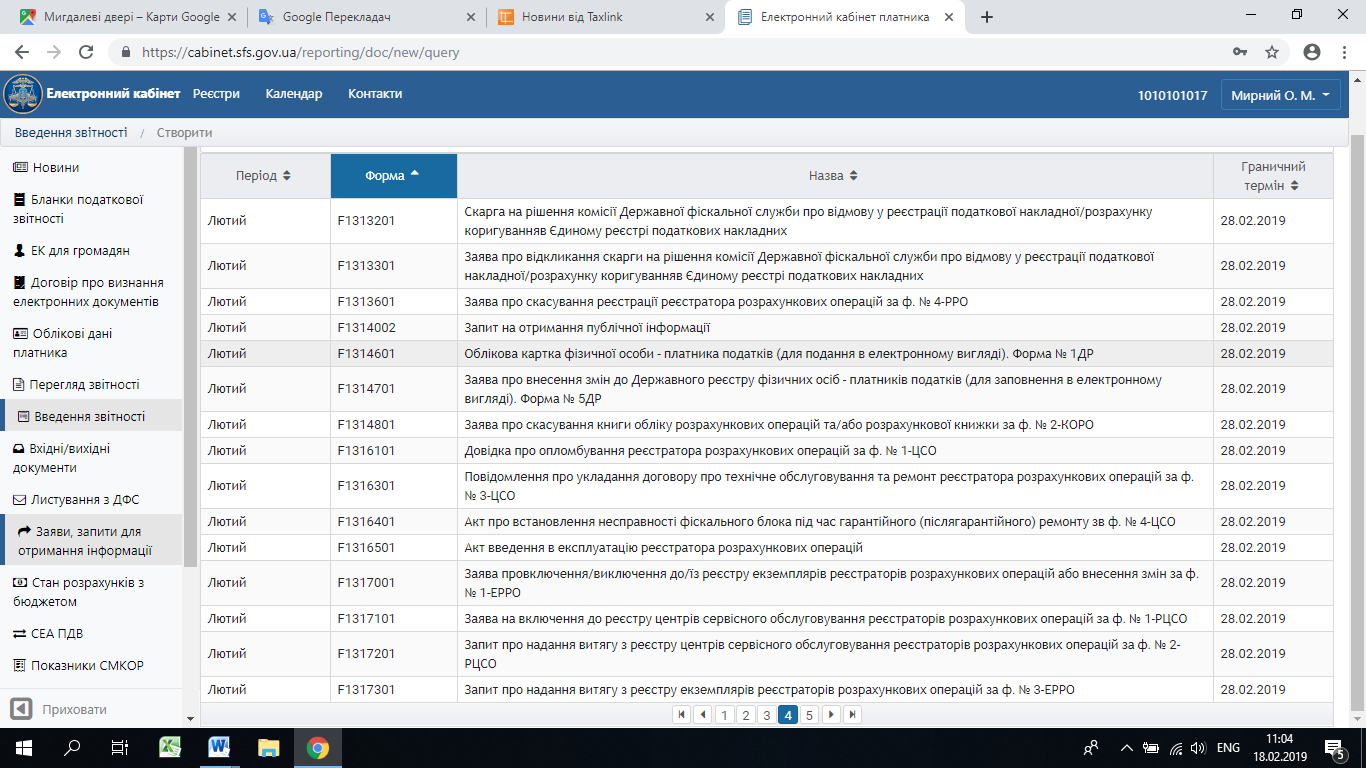 Мигдалеві двері – Карти Google
Google Перекладач
Новини від Taxlink
Електронний кабінет платника
https://cabinet.sfs.gov.ua/reporting/doc/new/query
Електронний кабінет
Реєстри
Календар
Контакти
1010101017
Мирний О. М.
Введення звітності / Створити
Новини
Бланки податкової
звітності
ЕК для громадян
Договір про визнання
електронних документів
Облікові дані
платника
Перегляд звітності
Введення звітності
Вхідні/вихідні
документи
Листування з ДФС
Заяви, запити для
отримання інформації
Стан розрахунків з
бюджетом
СЕА ПДВ
Показники СМКОР
Приховати
Період
Форма
Назва
Граничний
термін
Лютий F1313201 Скарга на рішення комісії Державної фіскальної служби про відмову у реєстрації податкової накладної/розрахунку
коригуванняв Єдиному реєстрі податкових накладних 28.02.2019
Лютий F1313301 Заява про відкликання скарги на рішення комісії Державної фіскальної служби про відмову у реєстрації податкової
накладної/розрахунку коригуванняв Єдиному реєстрі податкових накладних 28.02.2019
Лютий F1313601 Заява про скасування реєстрації реєстратора розрахункових операцій за ф. № 4-РРО 28.02.2019
Лютий F1314002 Запит на отримання публічної інформації 28.02.2019
Лютий F1314601 Облікова картка фізичної особи - платника податків (для подання в електронному вигляді). Форма № 1ДР 28.02.2019
Лютий F1314701 Заява про внесення змін до Державного реєстру фізичних осіб - платників податків (для заповнення в електронному
вигляді). Форма № 5ДР 28.02.2019
Лютий F1314801 Заява про скасування книги обліку розрахункових операцій та/або розрахункової книжки за ф. № 2-КОРО 28.02.2019
Лютий F1316101 Довідка про опломбування реєстратора розрахункових операцій за ф. № 1-ЦСО 28.02.2019
Лютий F1316301 Повідомлення про укладання договору про технічне обслуговування та ремонт реєстратора розрахункових операцій за ф.
№ 3-ЦСО 28.02.2019
Лютий F1316401 Акт про встановлення несправності фіскального блока під час гарантійного (післягарантійного) ремонту зв ф. № 4-ЦСО 28.02.2019
Лютий F1316501 Акт введення в експлуатацію реєстратора розрахункових операцій 28.02.2019
Лютий F1317001 Заява провключення/виключення до/їз реєстру екземплярів реєстраторів розрахункових операцій або внесення змін за ф.
№ 1-ЕРРО 28.02.2019
Лютий F1317101 Заява на включення до реєстру центрів сервісного обслуговування реєстраторів розрахункових операцій за ф. № 1-РЦСО 28.02.2019
Лютий F1317201 Запит про надання витягу з реєстру центрів сервісного обслуговування реєстраторів розрахункових операцій за ф. № 2-
РЦСО 28.02.2019
Лютий F1317301 Запит про надання витягу з реєстру екземплярів реєстраторів розрахункових операцій за ф. № 3-ЕРРО 28.02.2019
1 2 3 4 5
ENG
11:04
18.02.2019
5